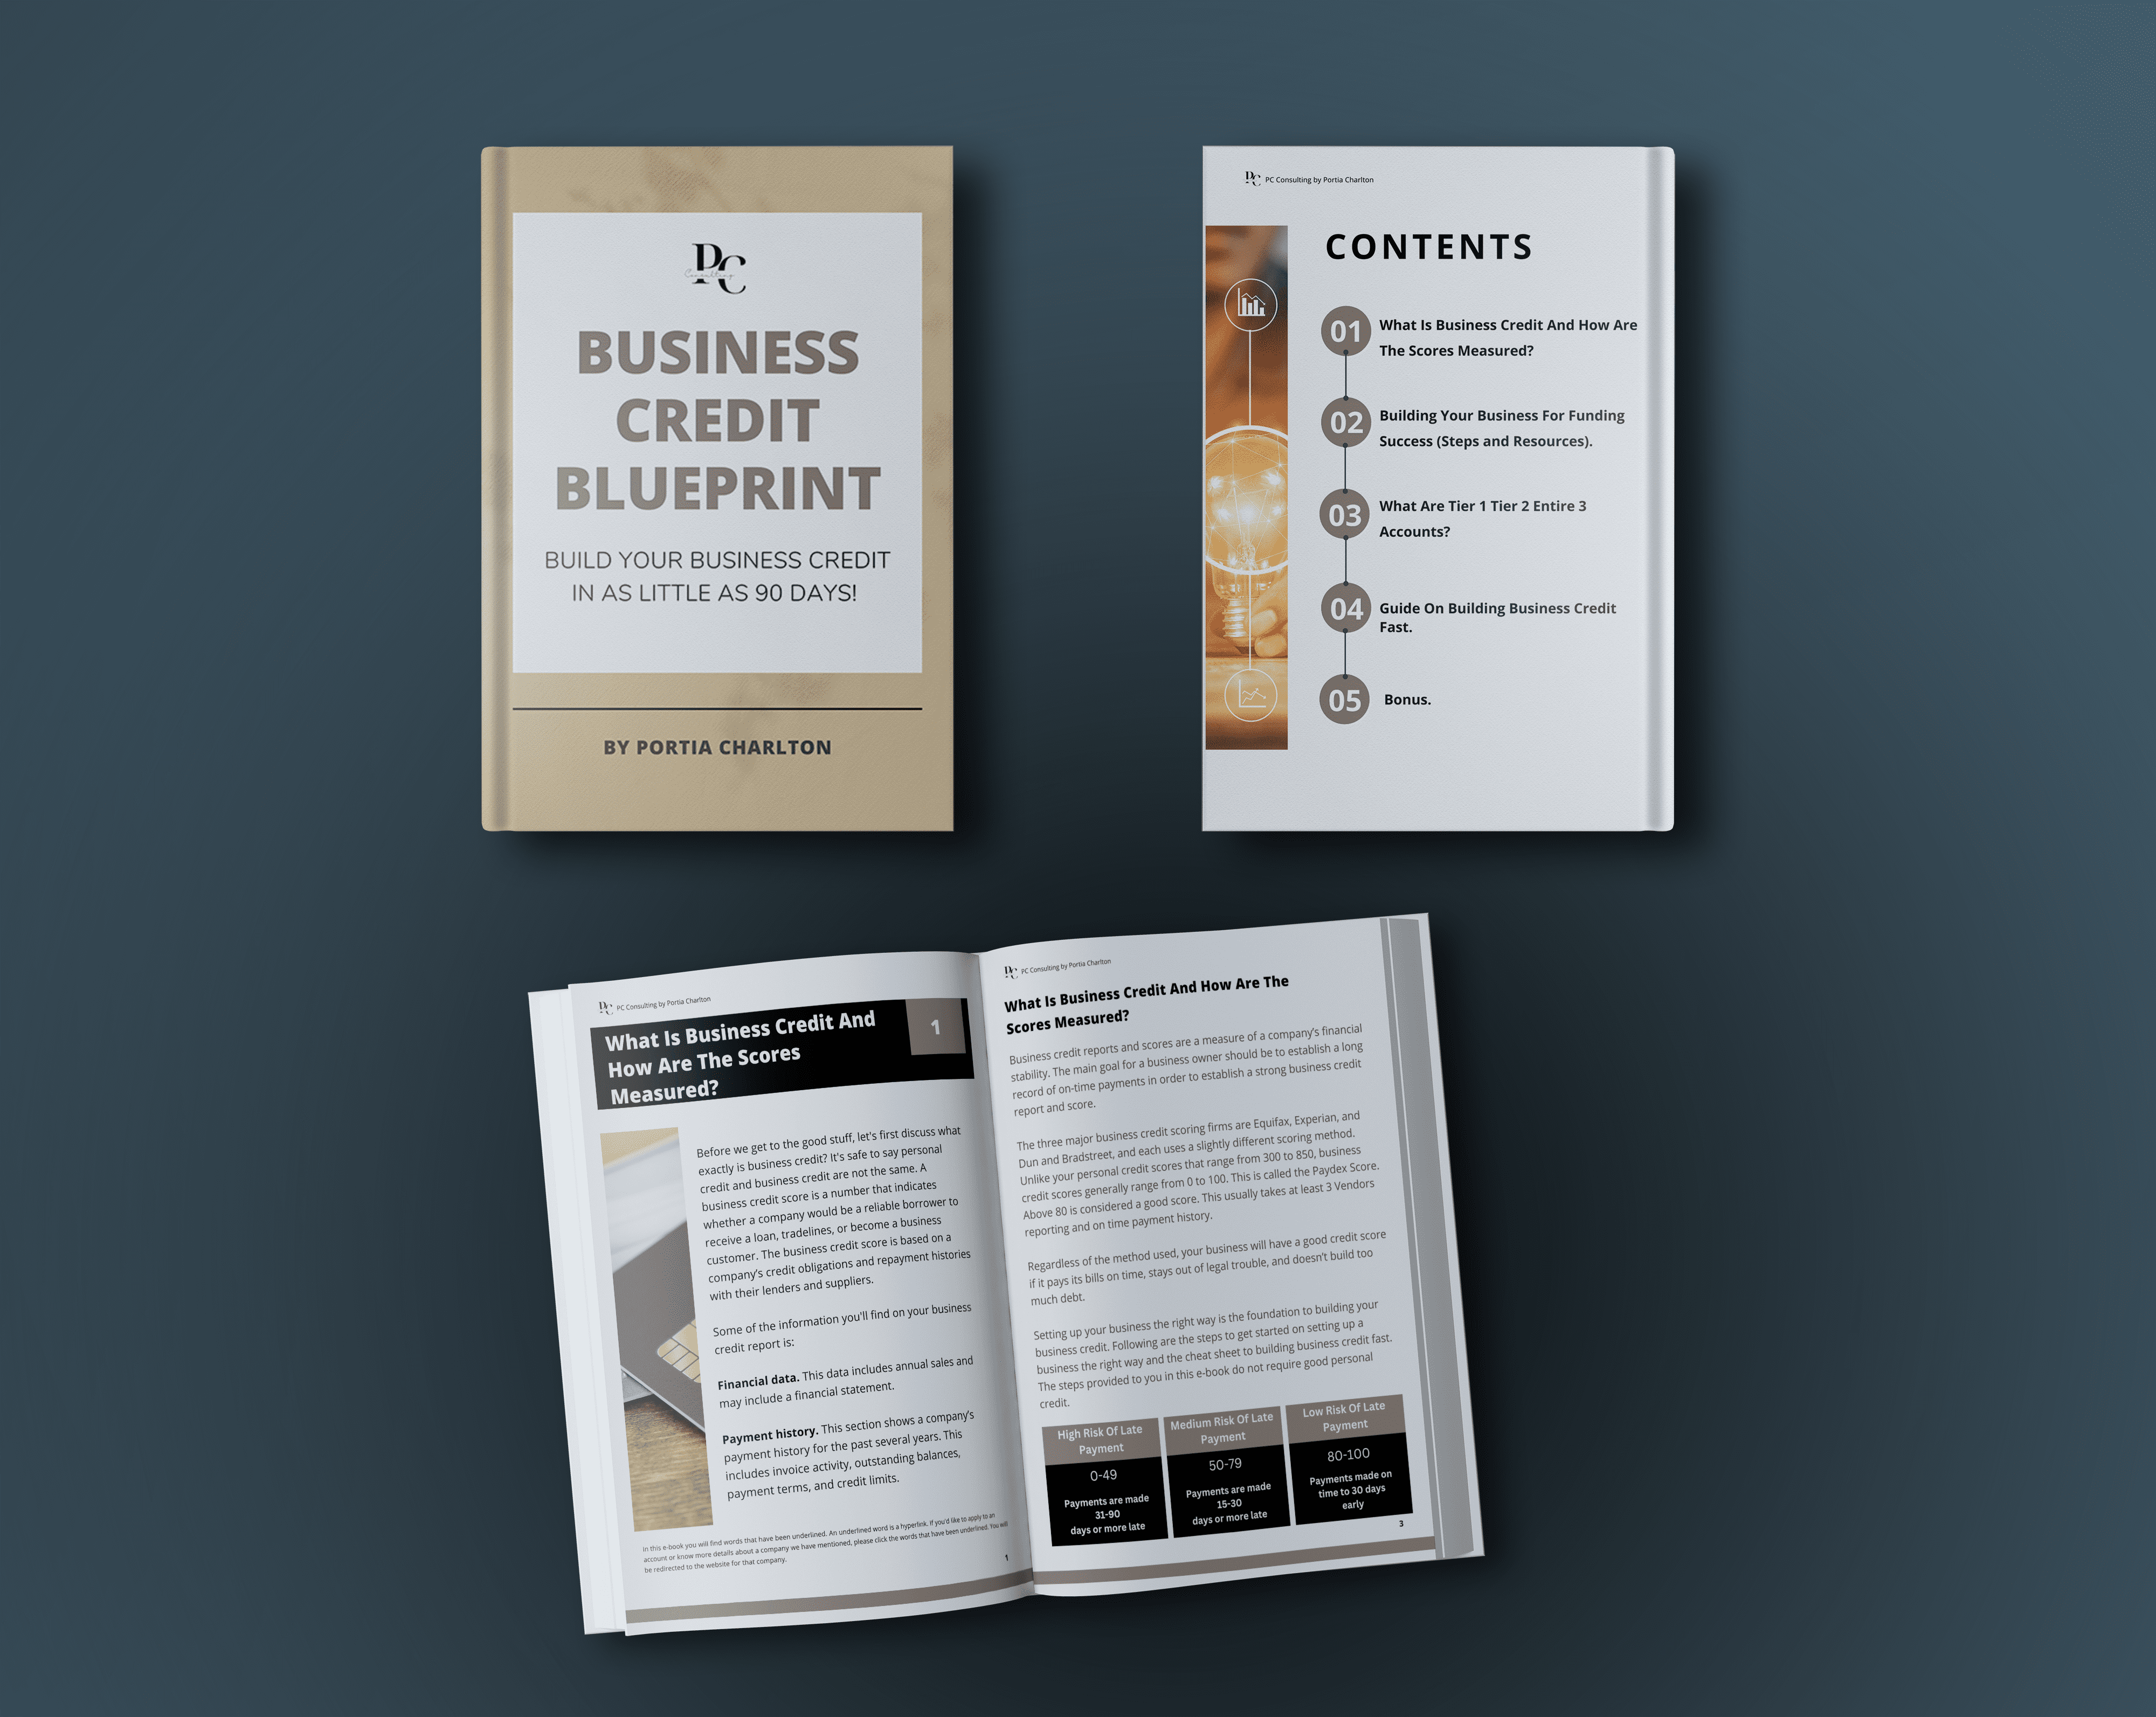 PC
Consulting
BUSINESS
CREDIT
BLUEPRINT
BUILD YOUR BUSINESS CREDIT
IN AS LITTLE AS 90 DAYS!
BY PORTIA CHARLTON
PC PC Consulting by Portia Charlton
CONTENTS
01 What Is Business Credit And How Are
The Scores Measured?
02 Building Your Business For Funding
Success (Steps and Resources).
03 What Are Tier 1 Tier 2 Entire 3
Accounts?
04 Guide On Building Business Credit
Fast.
05 Bonus.
PC PC Consulting by Portia Charlton
What Is Business Credit And
How Are The Scores
Measured?
1
Before we get to the good stuff, let's first discuss what
exactly is business credit? It's safe to say personal
credit and business credit are not the same. A
business credit score is a number that indicates
whether a company would be a reliable borrower to
receive a loan, tradelines, or become a business
customer. The business credit score is based on a
company's credit obligations and repayment histories
with their lenders and suppliers.
Some of the information you'll find on your business
credit report is:
Financial data. This data includes annual sales and
may include a financial statement.
Payment history. This section shows a company's
payment history for the past several years. This
includes invoice activity, outstanding balances,
payment terms, and credit limits.
In this e-book you will find words that have been underlined. An underlined word is a hyperlink. If you'd like to apply to an
account or know more details about a company we have mentioned, please click the words that have been underlined. You will
be redirected to the website for that company.
1
PC PC Consulting by Portia Charlton
What Is Business Credit And How Are The
Scores Measured?
Business credit reports and scores are a measure of a company's financial
stability. The main goal for a business owner should be to establish a long
record of on-time payments in order to establish a strong business credit
report and score.
The three major business credit scoring firms are Equifax, Experian, and
Dun and Bradstreet, and each uses a slightly different scoring method.
Unlike your personal credit scores that range from 300 to 850, business
credit scores generally range from 0 to 100. This is called the Paydex Score.
Above 80 is considered a good score. This usually takes at least 3 Vendors
reporting and on time payment history.
Regardless of the method used, your business will have a good credit score
if it pays its bills on time, stays out of legal trouble, and doesn't build too
much debt.
Setting up your business the right way is the foundation to building your
business credit. Following are the steps to get started on setting up a
business the right way and the cheat sheet to building business credit fast.
The steps provided to you in this e-book do not require good personal
credit.
High Risk Of Late
Payment
0-49
Payments are made
31-90
days or more late
Medium Risk Of Late
Payment
50-79
Payments are made
15-30
days or more late
Low Risk Of Late
Payment
80-100
Payments made on
time to 30 days
early
3